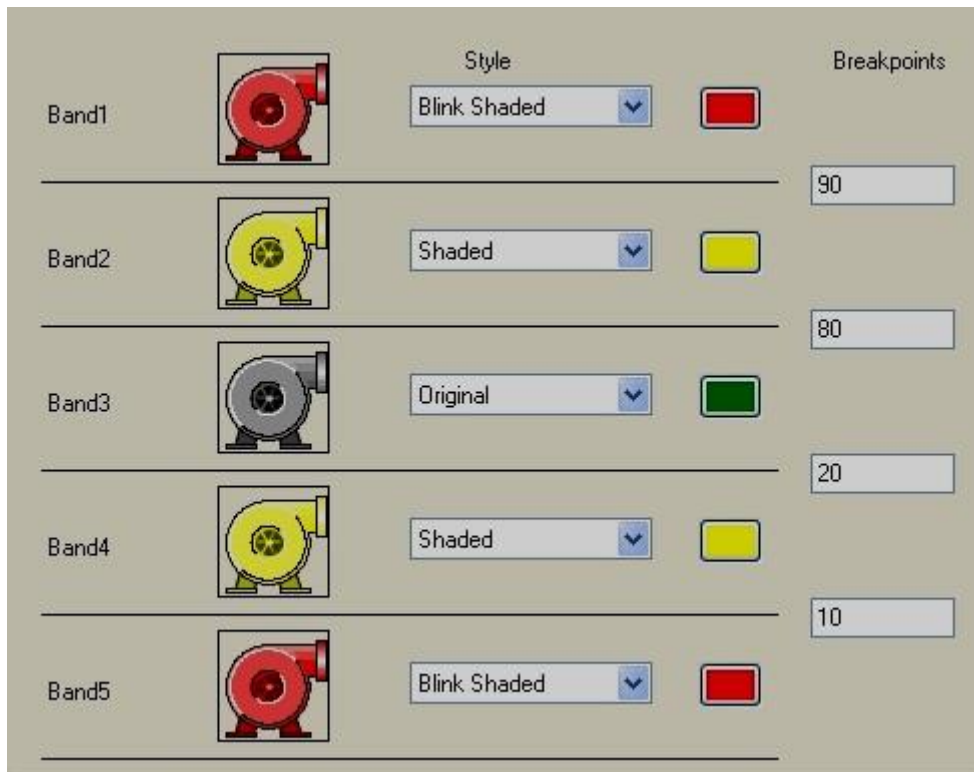 Style Breakpoints
Band1 Blink Shaded
90
Band2 Shaded
80
Band3 Original
20
Band4 Shaded
10
Band5 Blink Shaded